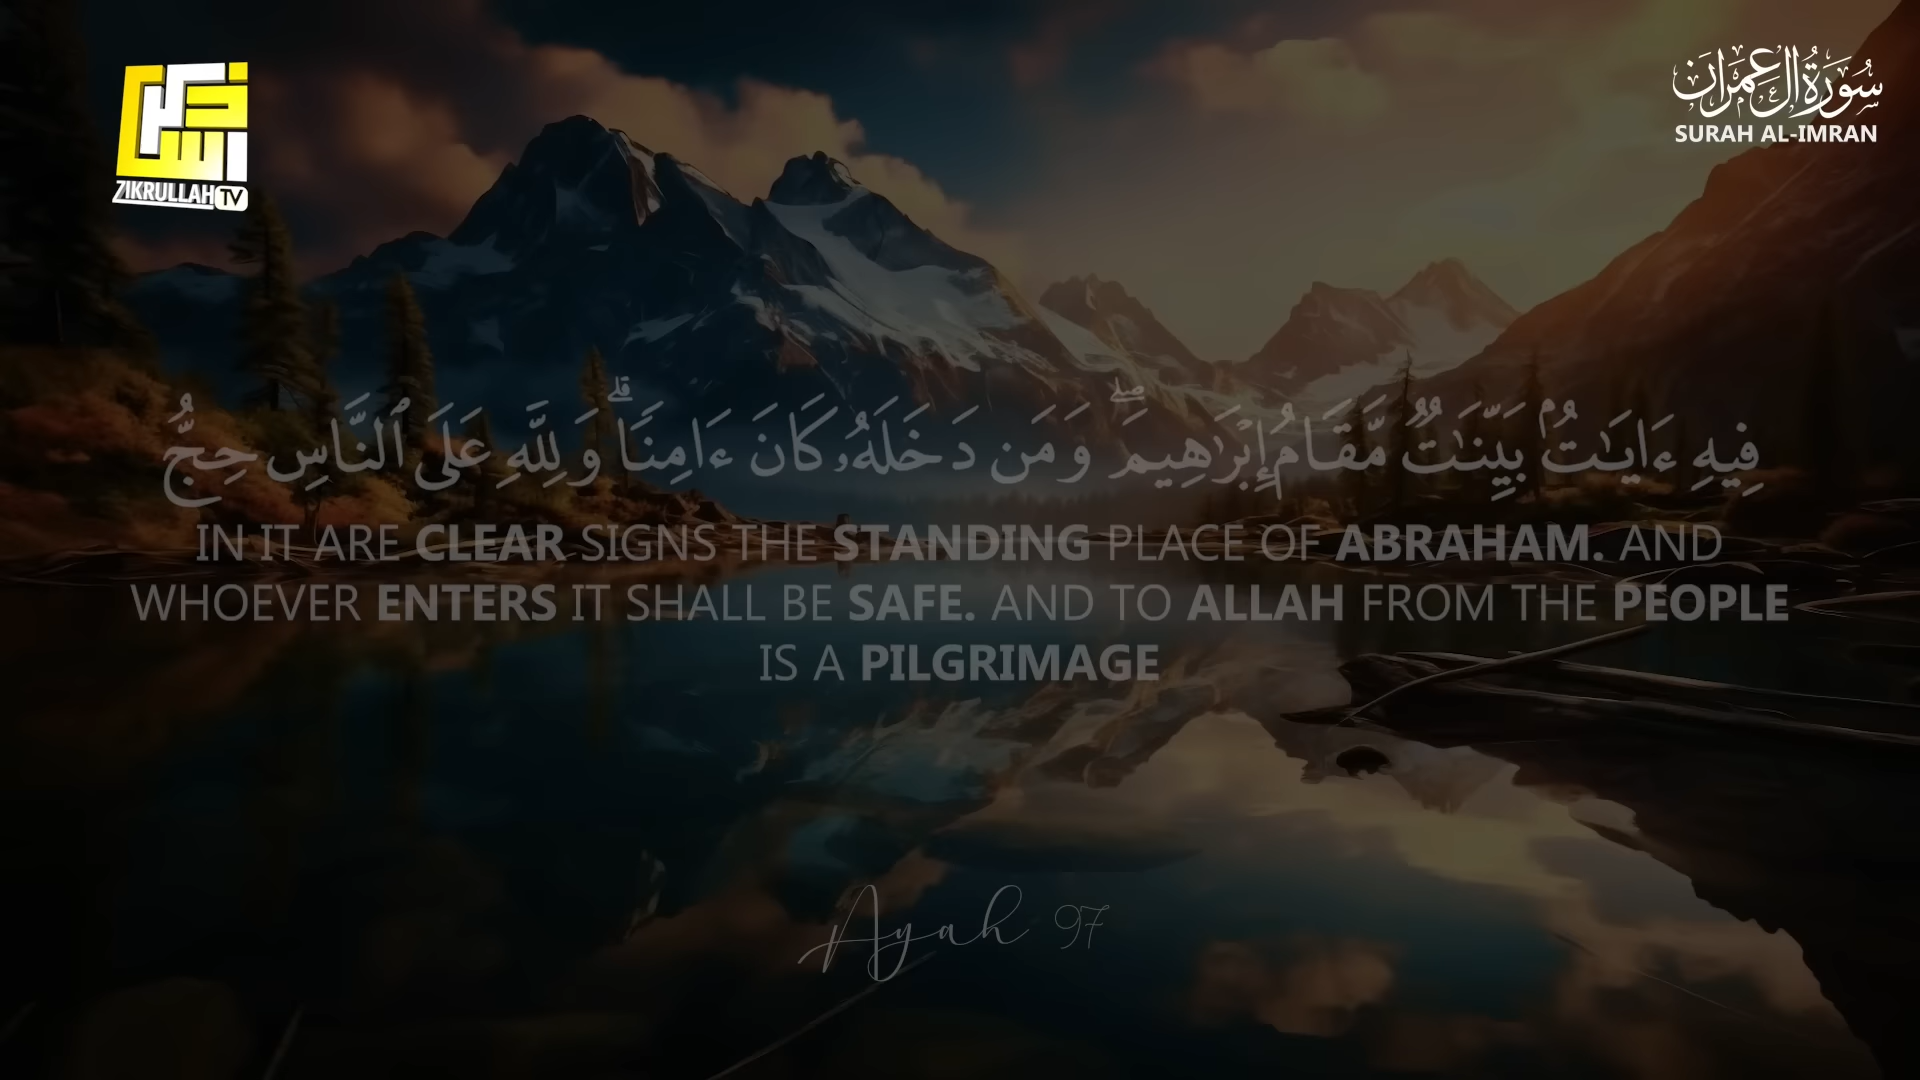 ZIKRULLAH TV
سُورَةُ اٰلِ عِمْرَان
SURAH AL-IMRAN
فِيهِ ءَايَـٰتٌۢ بَيِّنَـٰتٌ مَّقَامُ إِبْرَٰهِيمَ ۖ وَمَن دَخَلَهُۥ كَانَ ءَامِنًا ۗ وَلِلَّهِ عَلَى ٱلنَّاسِ حِجُّ
IN IT ARE CLEAR SIGNS THE STANDING PLACE OF ABRAHAM. AND
WHOEVER ENTERS IT SHALL BE SAFE. AND TO ALLAH FROM THE PEOPLE
IS A PILGRIMAGE
Ayah 97